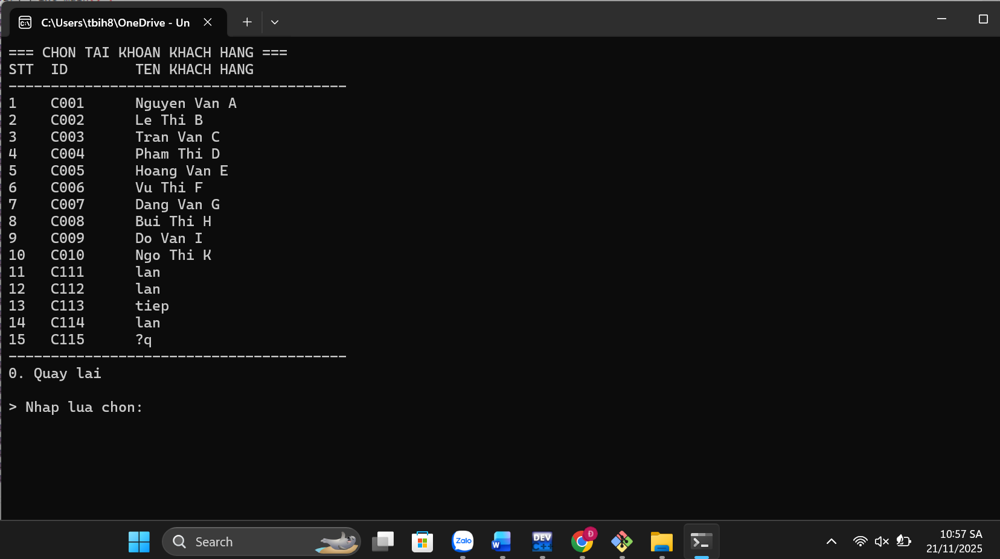 C:\Users\tbih8\OneDrive - Un
=== CHON TAI KHOAN KHACH HANG ===
STT  ID        TEN KHACH HANG
----------------------------------------
1    C001      Nguyen Van A
2    C002      Le Thi B
3    C003      Tran Van C
4    C004      Pham Thi D
5    C005      Hoang Van E
6    C006      Vu Thi F
7    C007      Dang Van G
8    C008      Bui Thi H
9    C009      Do Van I
10   C010      Ngo Thi K
11   C111      lan
12   C112      lan
13   C113      tiep
14   C114      lan
15   C115      ?q
----------------------------------------
0. Quay lai
> Nhap lua chon:
Search
Zalo
W
DEV
C++
Đ
10:57 SA
21/11/2025